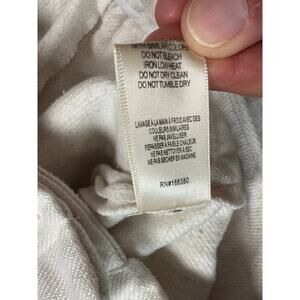 WITH SIMILAR COLORS
DO NOT BLEACH
IRON LOW HEAT
DO NOT DRY CLEAN
DO NOT TUMBLE DRY
LAVAGE À LA MAIN À FROID AVEC DES
COULEURS SIMILAIRES
NE PAS JAVELLISER
REPASSER À FAIBLE CHALEUR
NE PAS NETTOYER À SEC
NE PAS SÉCHER EN MACHINE
RN#166380